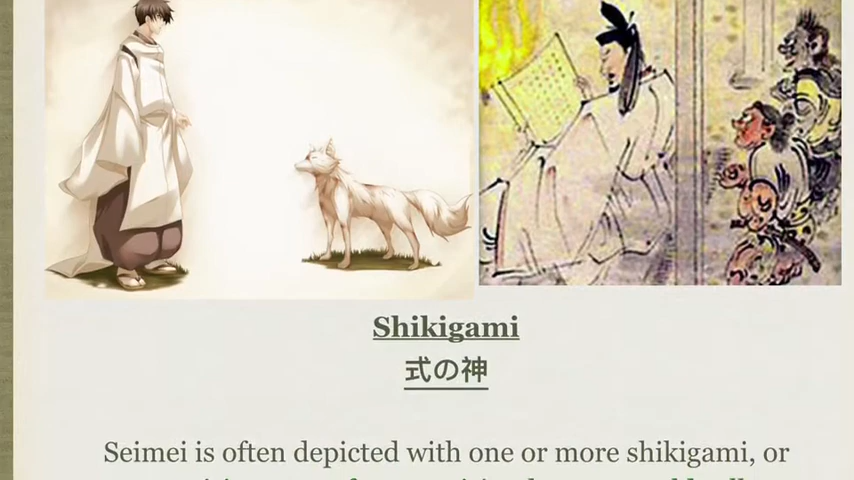 Shikigami
式の神
Seimei is often depicted with one or more shikigami, or